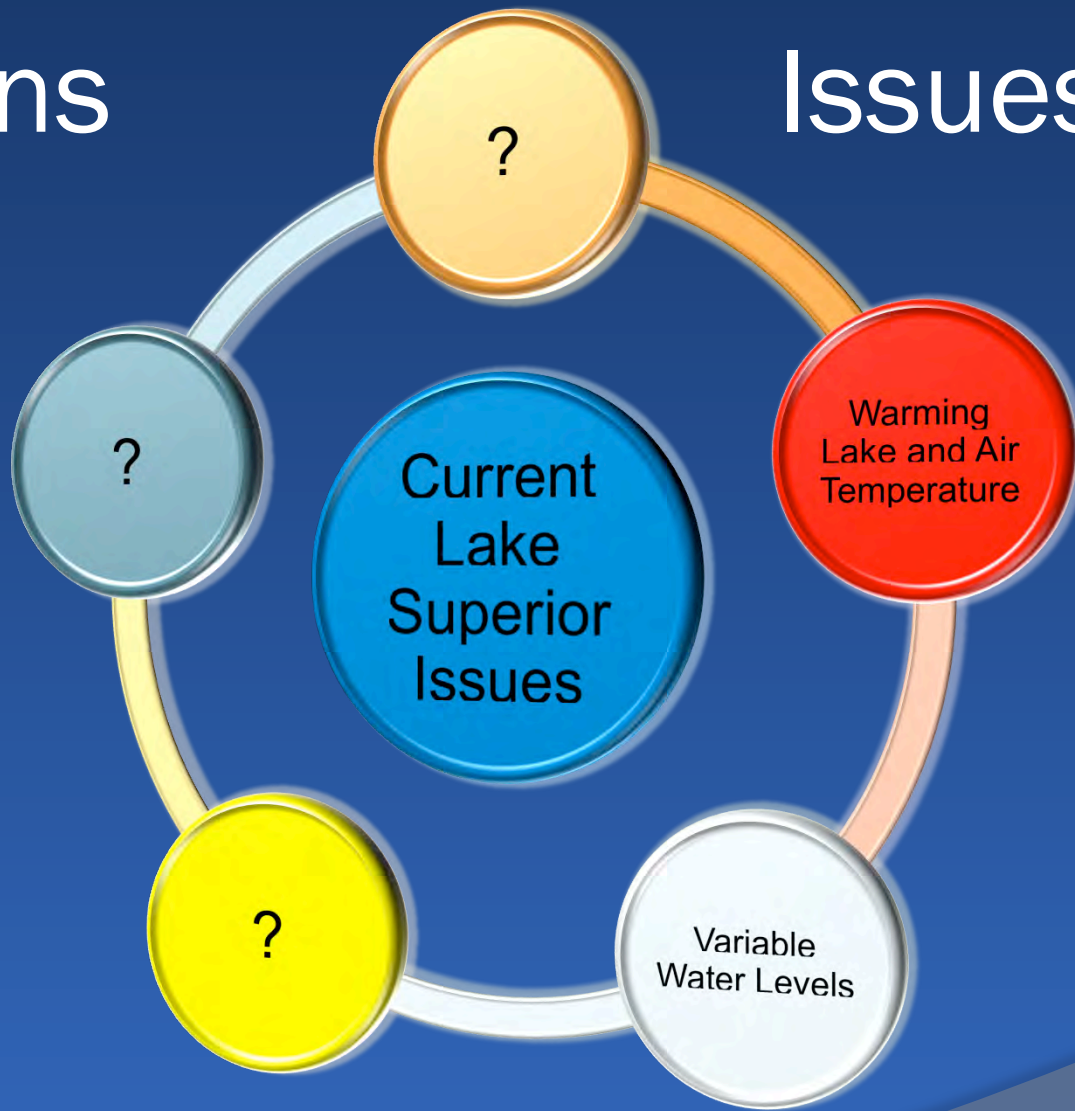 ns Issues
?
Warming
Lake and Air
Temperature
?
Current
Lake
Superior
Issues
?
Variable
Water Levels